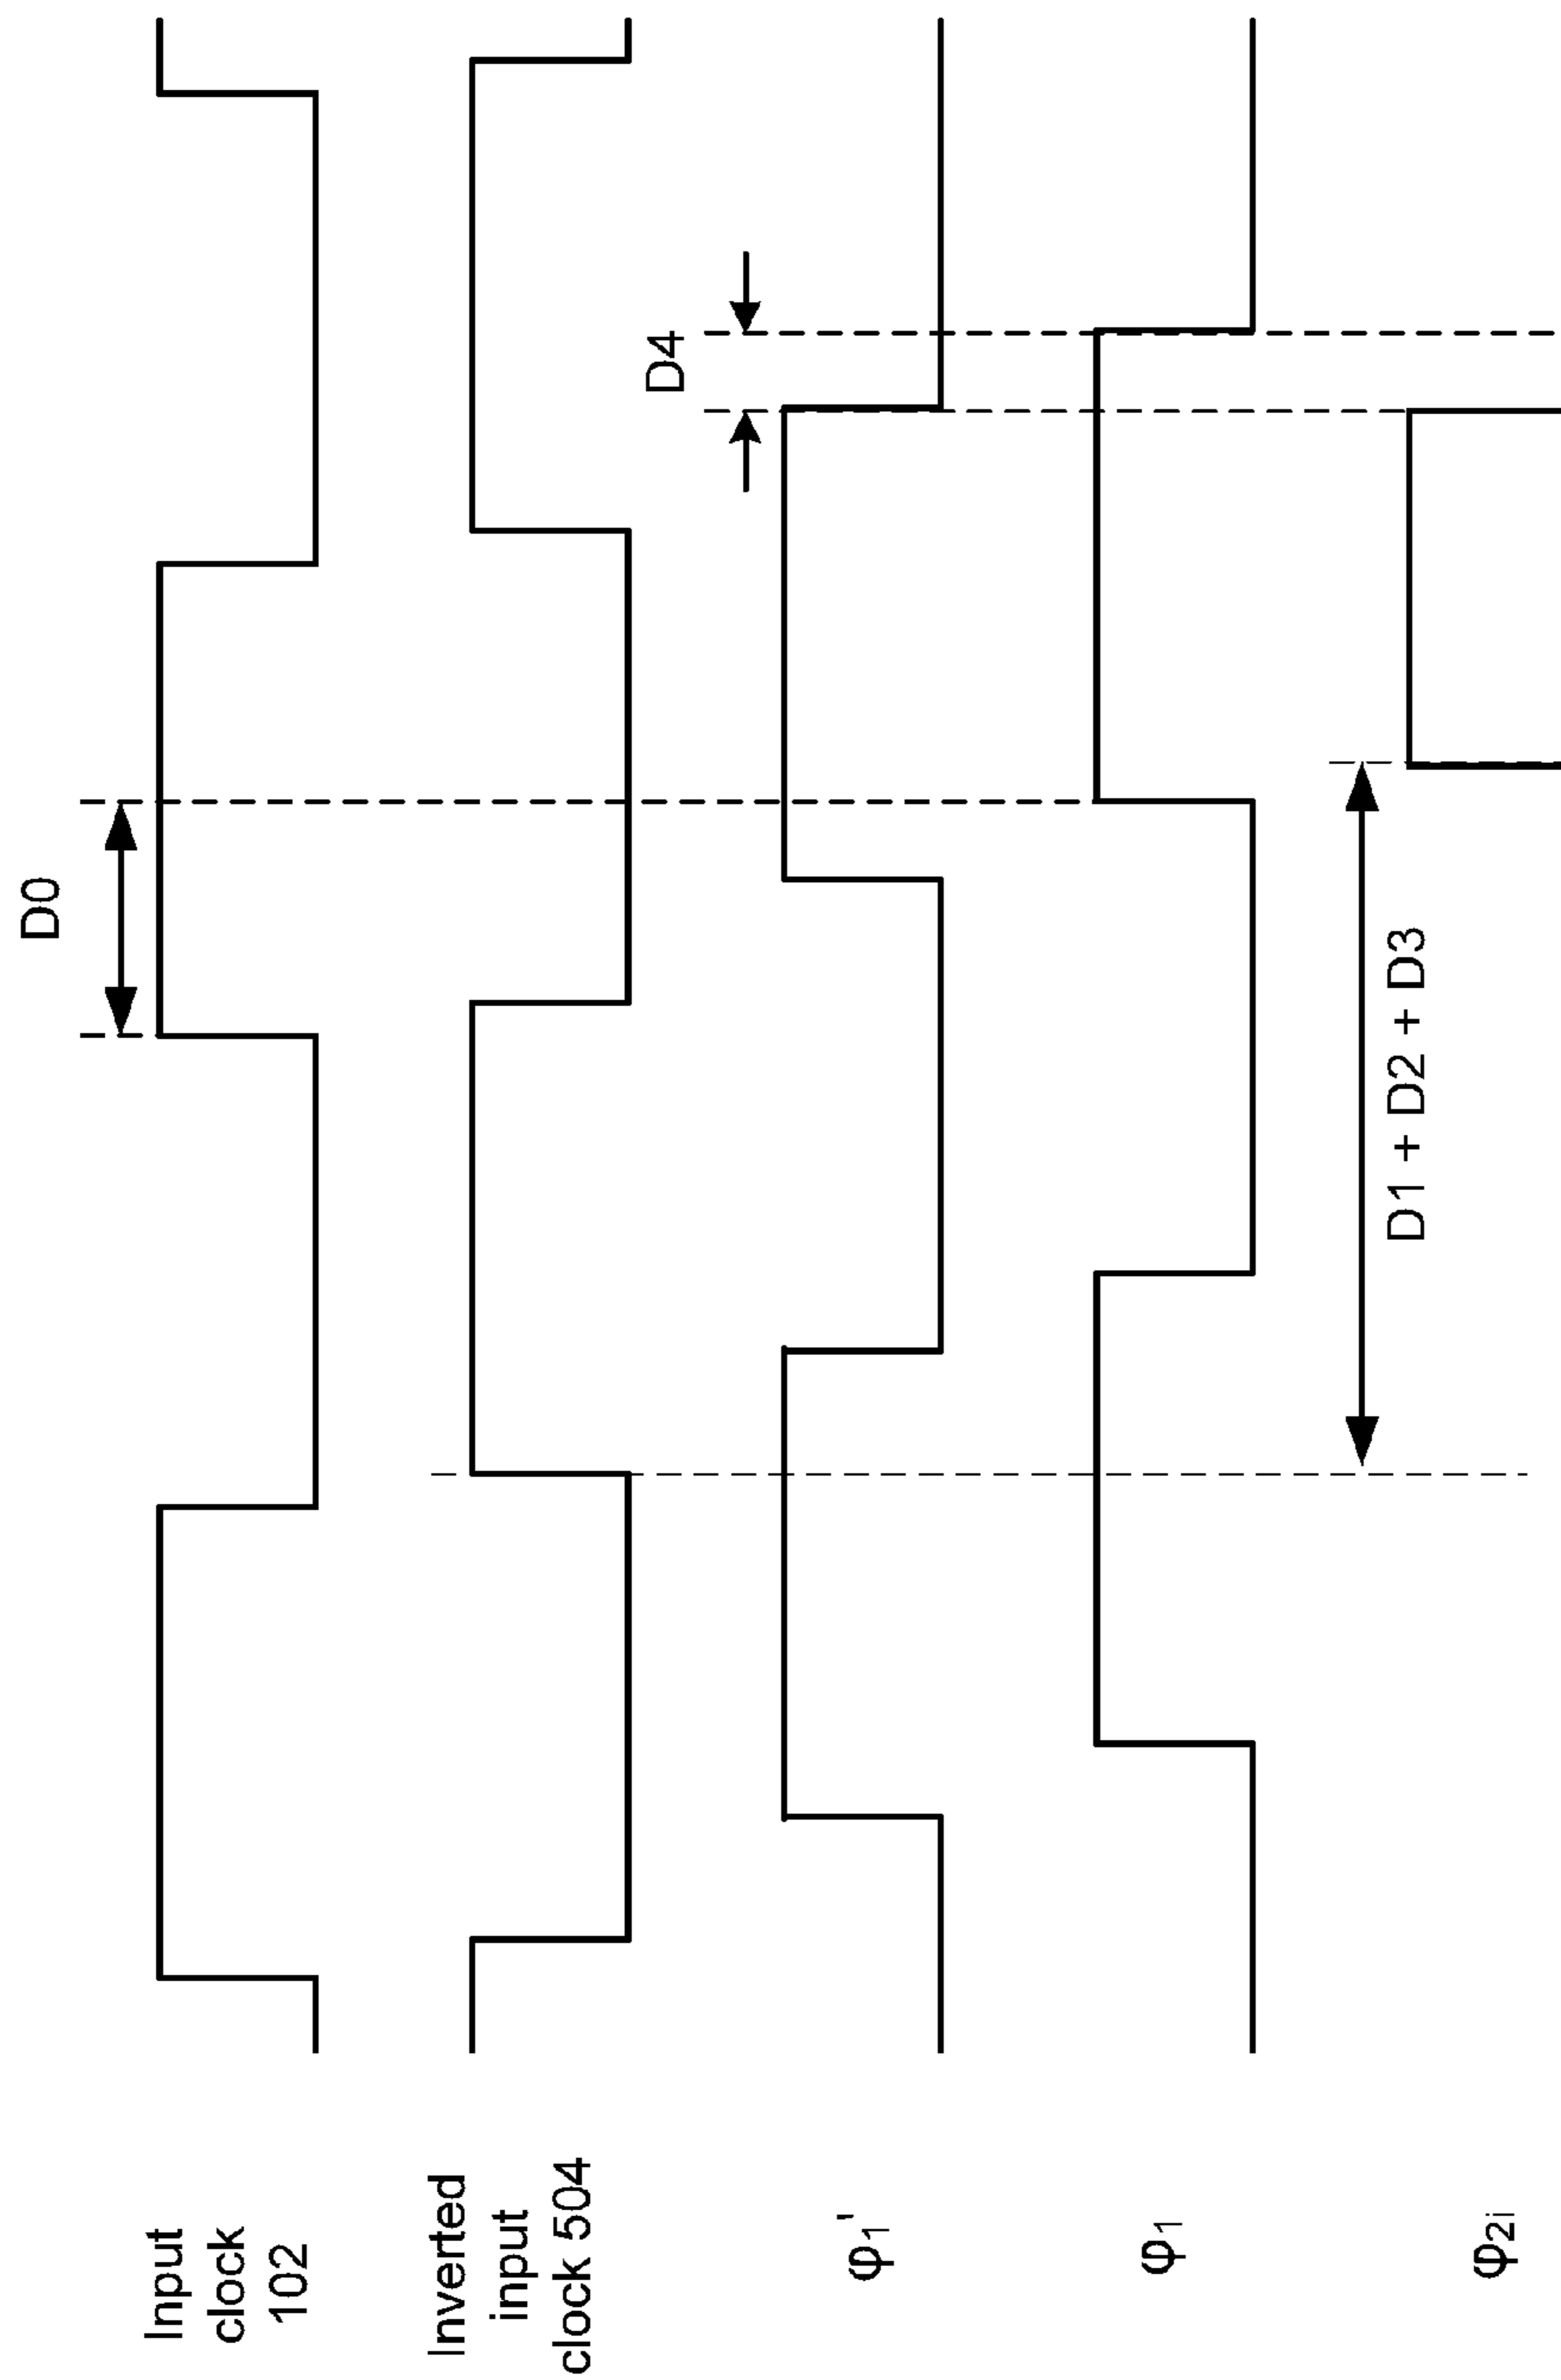 D0
Input
clock
102
Inverted
input
clock 504
D4
φ1'
φ1
D1 + D2 + D3
φ2i